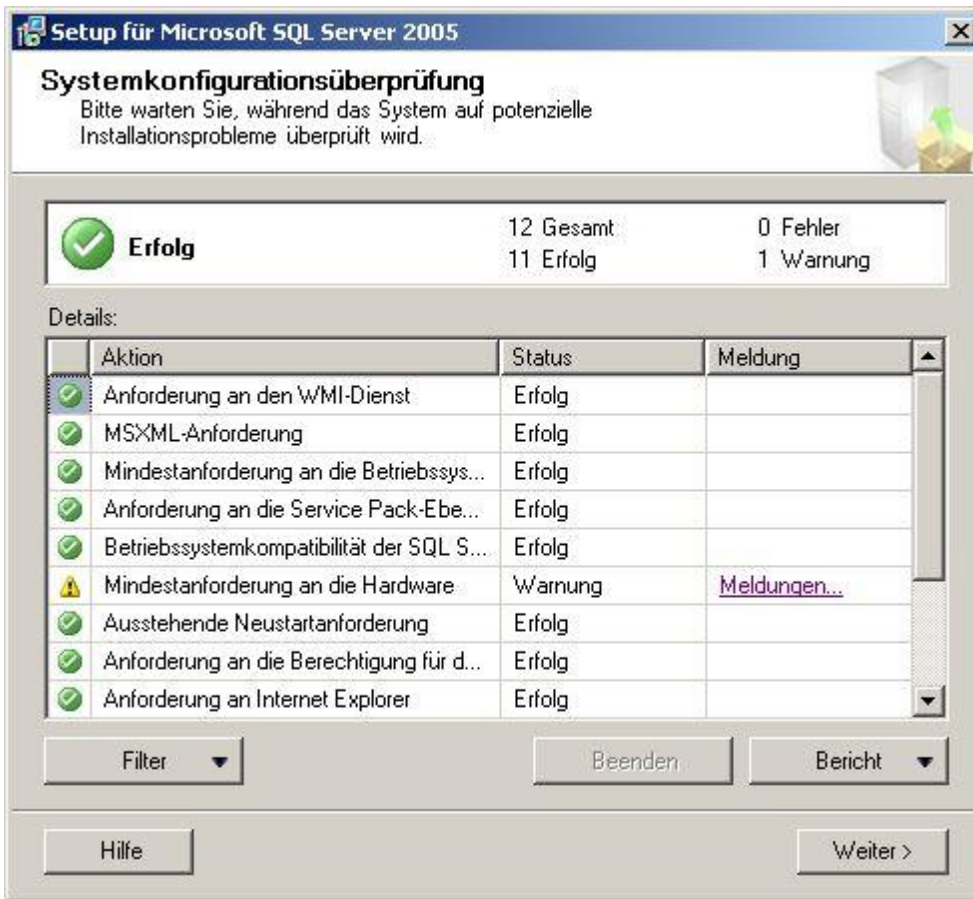 Setup für Microsoft SQL Server 2005
Systemkonfigurationsüberprüfung
Bitte warten Sie, während das System auf potenzielle
Installationsprobleme überprüft wird.
Erfolg
12 Gesamt 0 Fehler
11 Erfolg 1 Warnung
Details:
Aktion Status Meldung
Anforderung an den WMI-Dienst Erfolg
MSXML-Anforderung Erfolg
Mindestanforderung an die Betriebssys... Erfolg
Anforderung an die Service Pack-Ebe... Erfolg
Betriebssystemkompatibilität der SQL S... Erfolg
Mindestanforderung an die Hardware Warnung Meldungen...
Ausstehende Neustartanforderung Erfolg
Anforderung an die Berechtigung für d... Erfolg
Anforderung an Internet Explorer Erfolg
Filter Beenden Bericht
Hilfe Weiter >